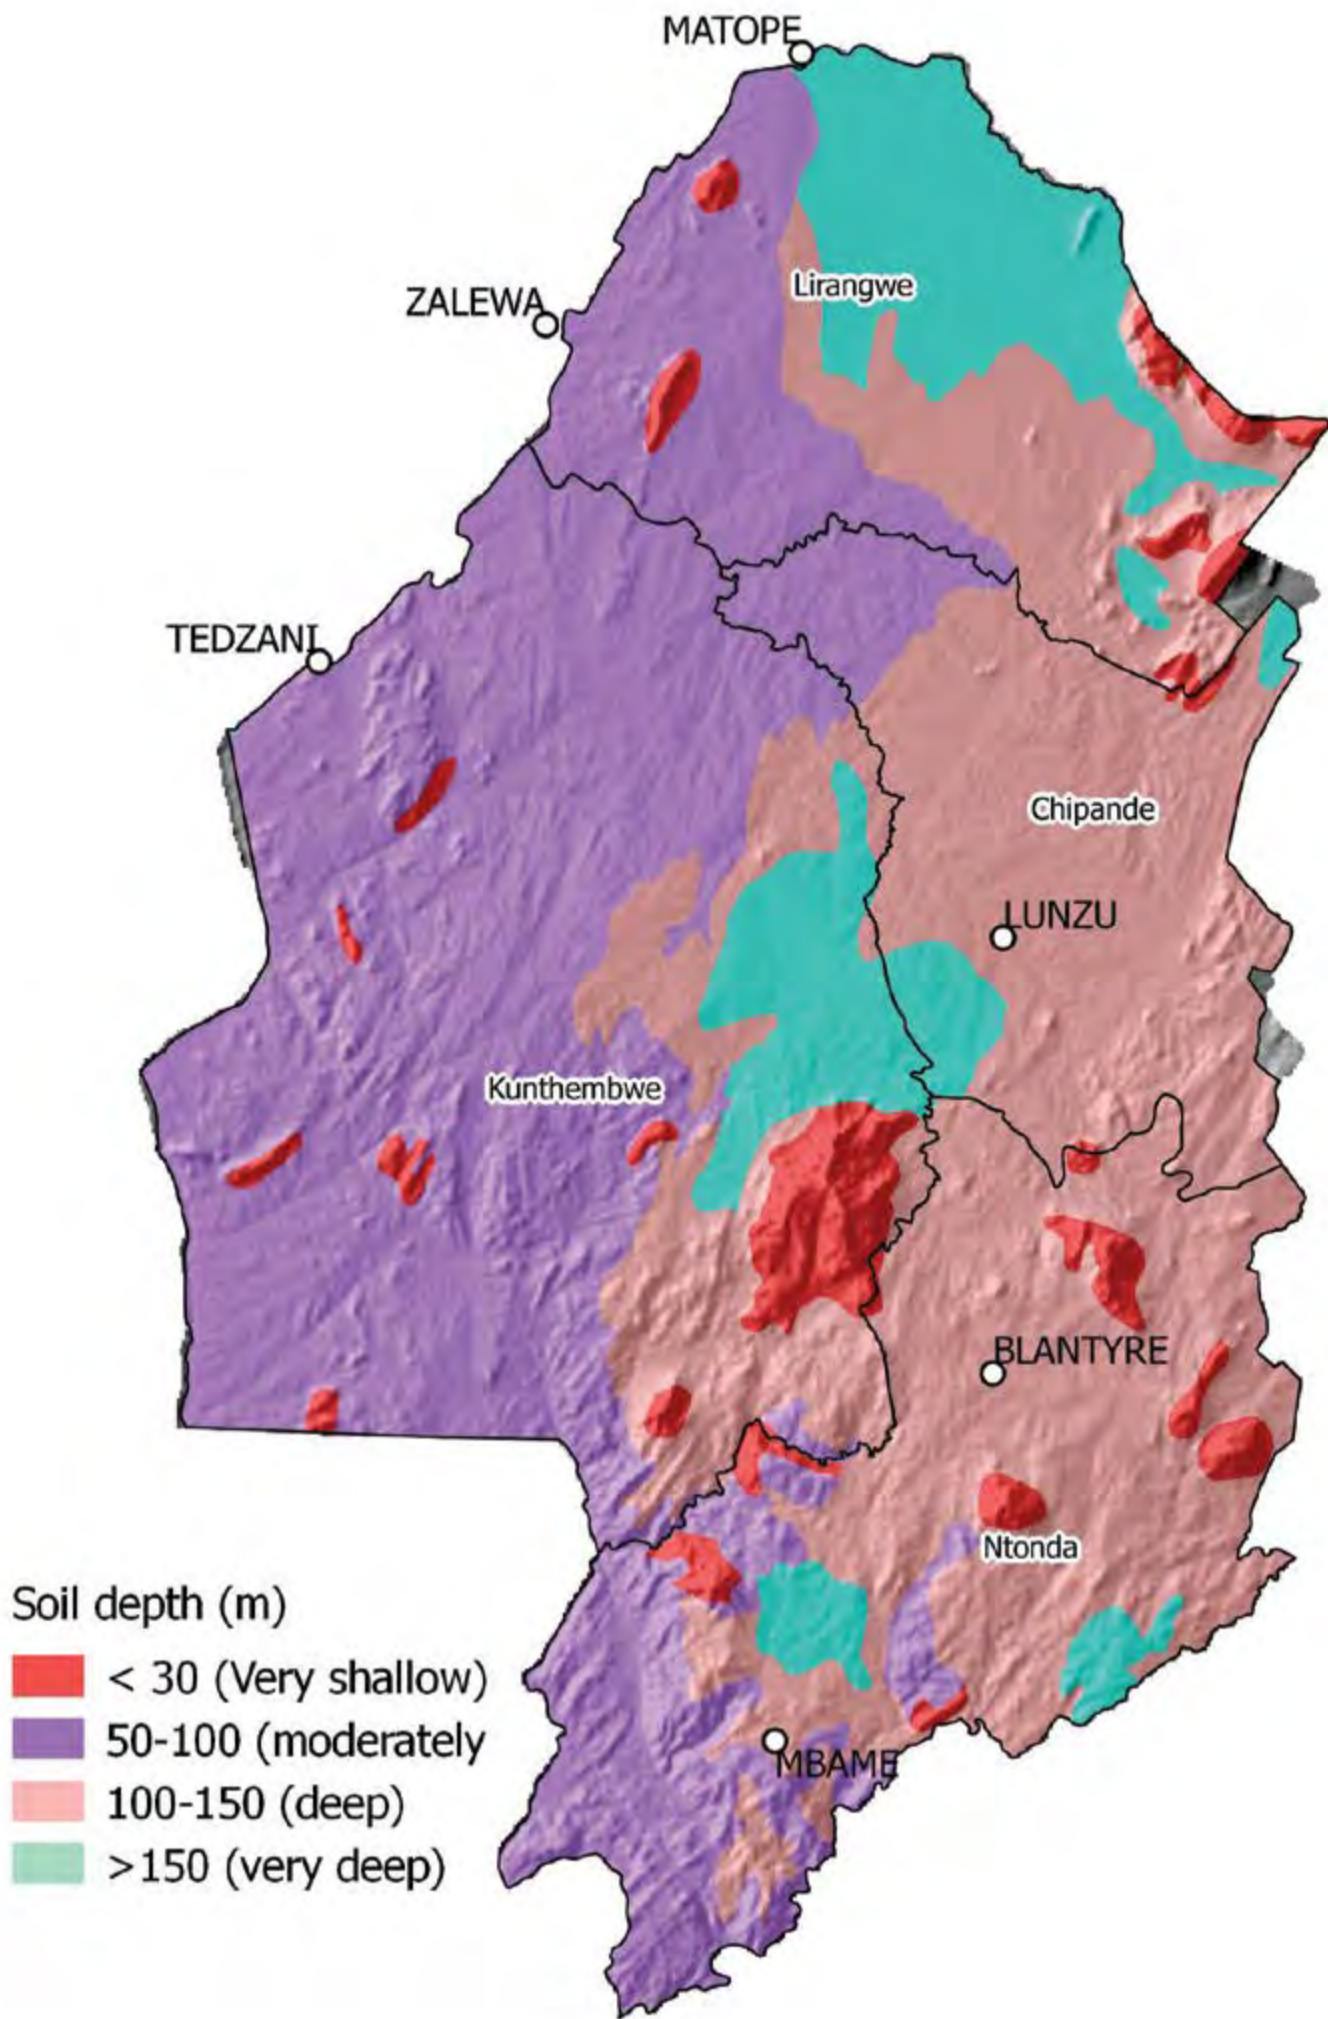 MATOPE
Lirangwe
ZALEWA
TEDZANI
Chipande
LUNZU
Kunthembwe
BLANTYRE
Ntonda
MBAME
Soil depth (m)
< 30 (Very shallow)
50-100 (moderately
100-150 (deep)
>150 (very deep)